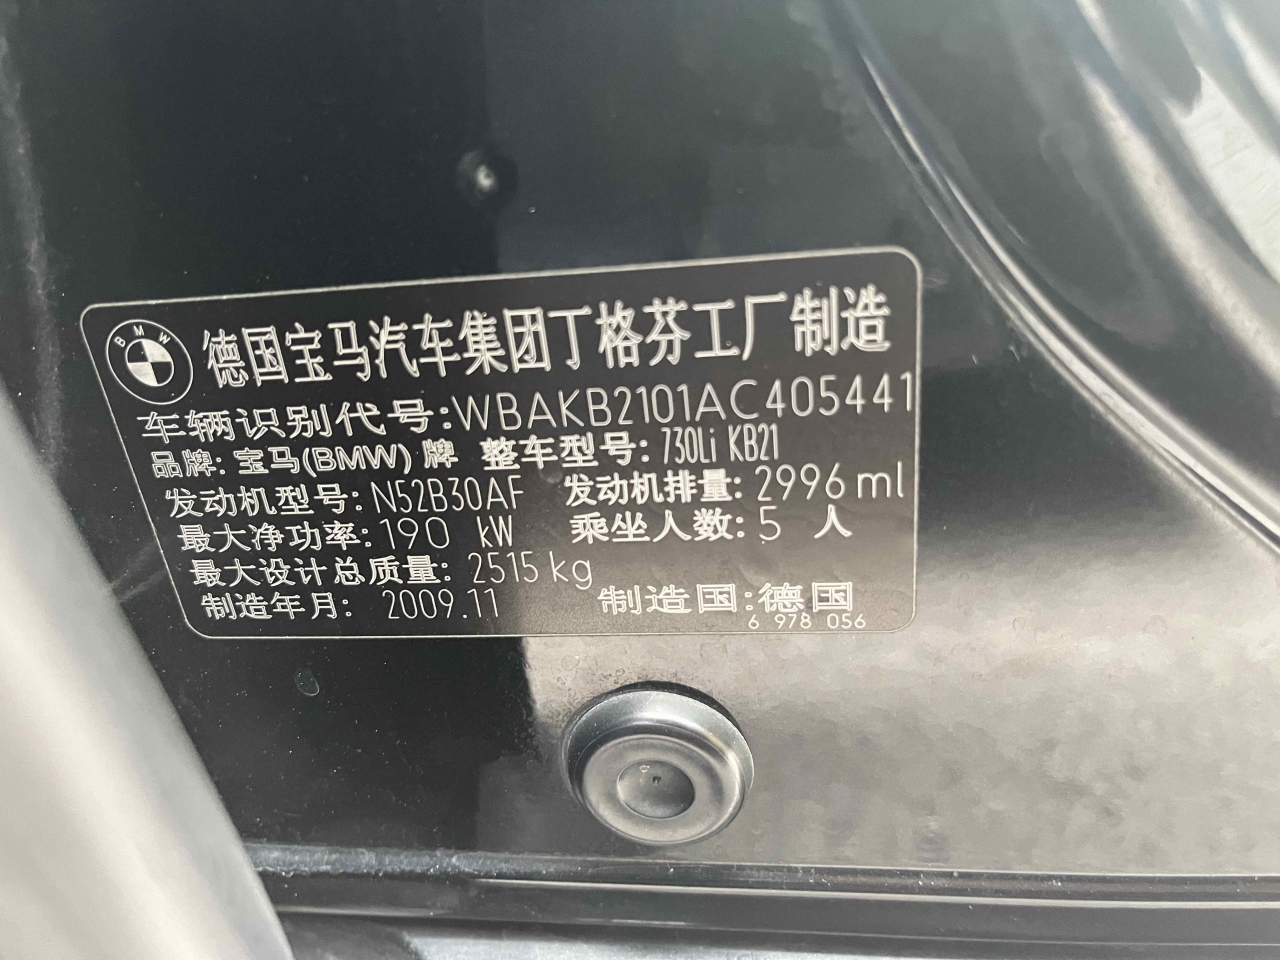 BMW
德国宝马汽车集团丁格芬工厂制造
车辆识别代号:WBAKB2101AC405441
品牌: 宝马(BMW) 牌 整车型号: 730Li KB21
发动机型号: N52B30AF 发动机排量: 2996 ml
最大净功率: 190 kW 乘坐人数: 5 人
最大设计总质量: 2515 kg
制造年月: 2009.11 制造国: 德国
6 978 056